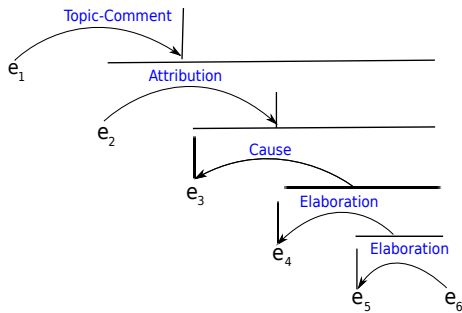 Topic-Comment
e1
Attribution
e2
Cause
e3
Elaboration
e4
Elaboration
e5 e6